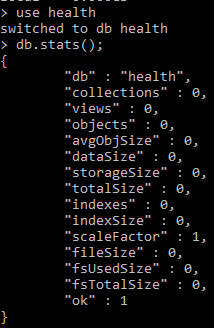 > use health
switched to db health
> db.stats();
{
"db" : "health",
"collections" : 0,
"views" : 0,
"objects" : 0,
"avgObjSize" : 0,
"dataSize" : 0,
"storageSize" : 0,
"totalSize" : 0,
"indexes" : 0,
"indexSize" : 0,
"scaleFactor" : 1,
"fileSize" : 0,
"fsUsedSize" : 0,
"fsTotalSize" : 0,
"ok" : 1
}